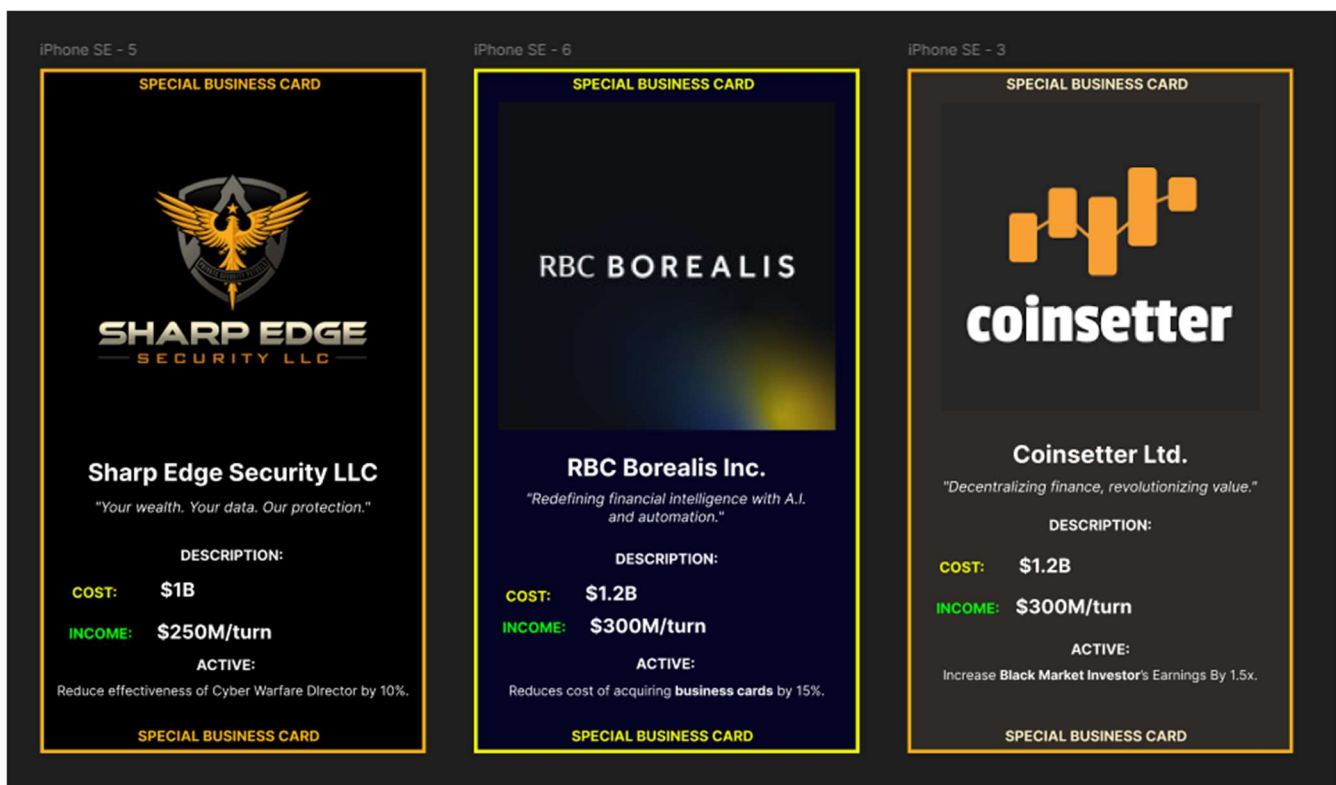 iPhone SE - 5
SPECIAL BUSINESS CARD
SHARP EDGE
SECURITY LLC
Sharp Edge Security LLC
"Your wealth. Your data. Our protection."
DESCRIPTION:
COST: $1B
INCOME: $250M/turn
ACTIVE:
Reduce effectiveness of Cyber Warfare DIrector by 10%.
SPECIAL BUSINESS CARD
iPhone SE - 6
SPECIAL BUSINESS CARD
RBC BOREALIS
RBC Borealis Inc.
"Redefining financial intelligence with A.I.
and automation."
DESCRIPTION:
COST: $1.2B
INCOME: $300M/turn
ACTIVE:
Reduces cost of acquiring business cards by 15%.
SPECIAL BUSINESS CARD
iPhone SE - 3
SPECIAL BUSINESS CARD
coinsetter
Coinsetter Ltd.
"Decentralizing finance, revolutionizing value."
DESCRIPTION:
COST: $1.2B
INCOME: $300M/turn
ACTIVE:
Increase Black Market Investor's Earnings By 1.5x.
SPECIAL BUSINESS CARD